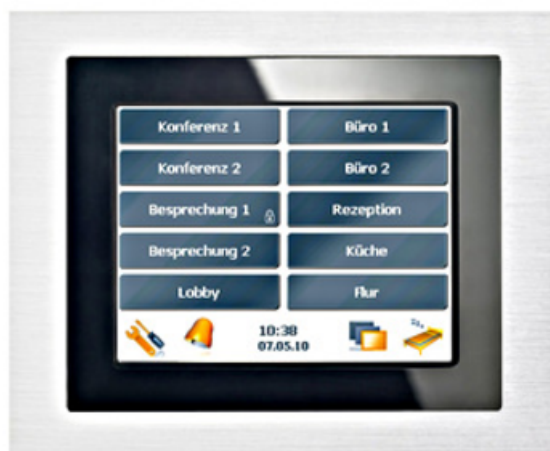 Konferenz 1
Büro 1
Konferenz 2
Büro 2
Besprechung 1
Rezeption
Besprechung 2
Küche
Lobby
Flur
10:38
07.05.10